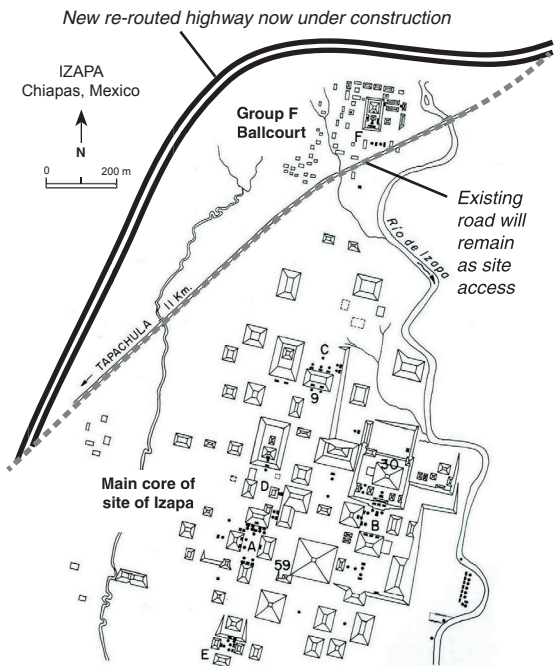 New re-routed highway now under construction
IZAPA
Chiapas, Mexico
N
0 200 m
Group F
Ballcourt
F
Existing
road will
remain
as site
access
Río de Izapa
TAPACHULA 11 Km.
C
9
30
Main core of
site of Izapa
D
B
A
59
E